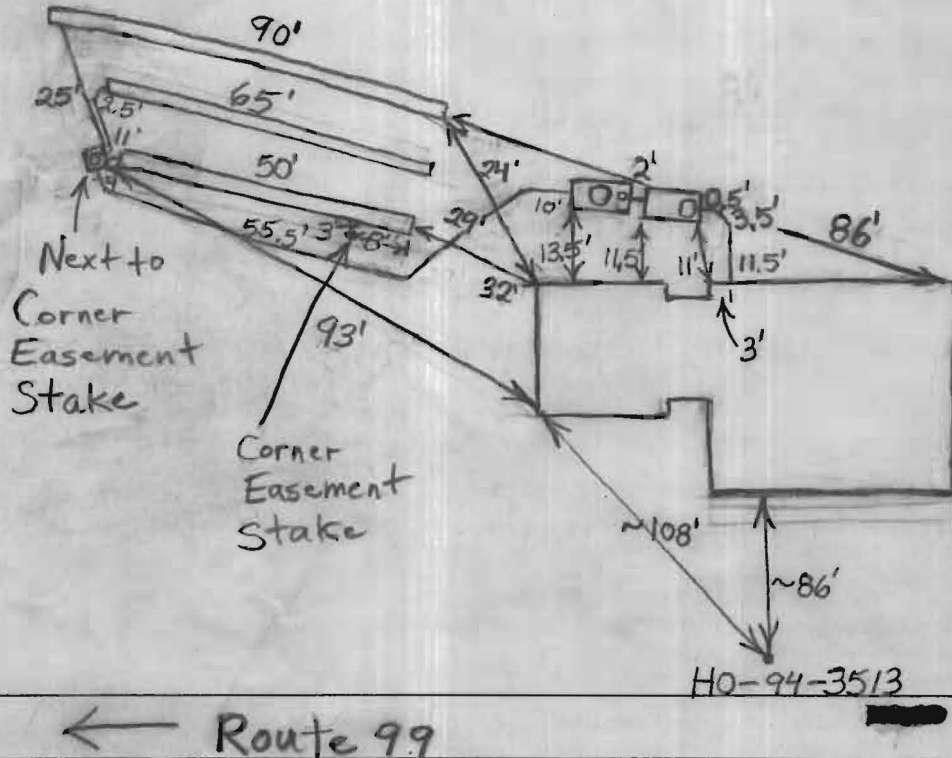 90'
25'
2.5'
65'
11'
50'
24'
2'
10'
.5'
3.5'
86'
29'
55.5'
3'
8'
13.5'
11.5
11'
11.5'
32'
3'
93'
Next to
Corner
Easement
Stake
Corner
Easement
Stake
~108'
~86'
HO-94-3513
← Route 99